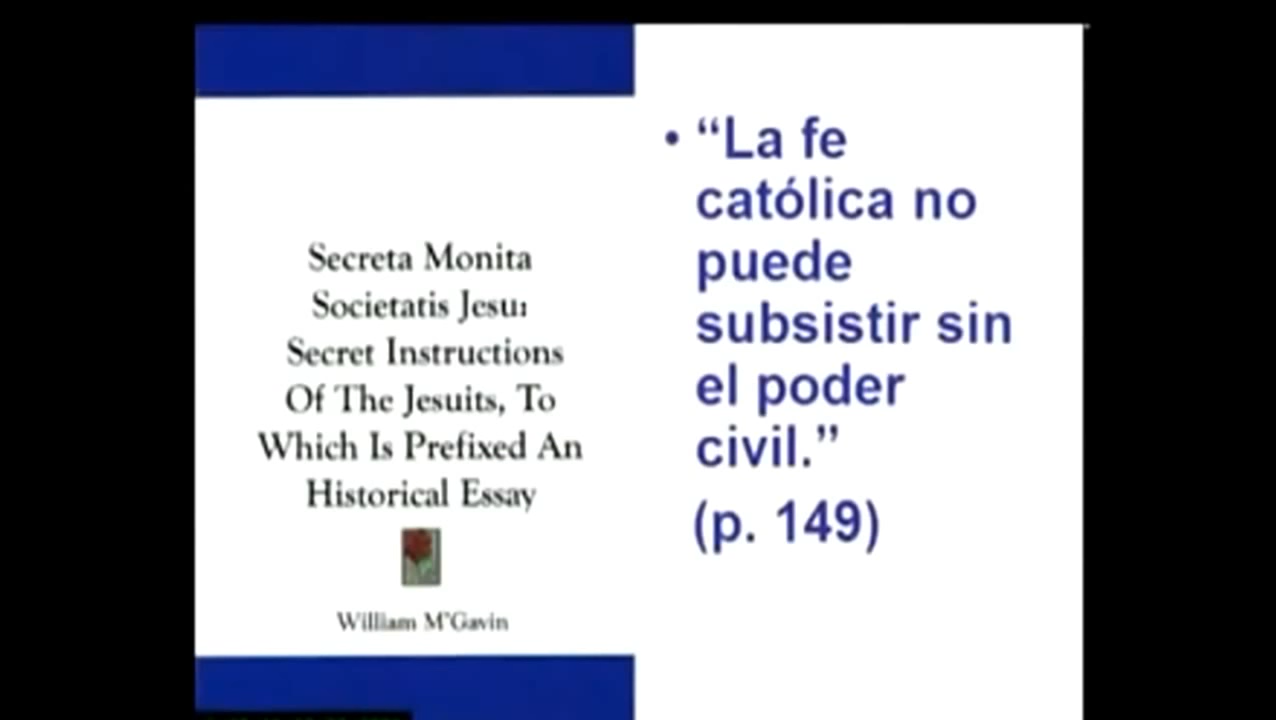 Secreta Monita
Societatis Jesu:
Secret Instructions
Of The Jesuits, To
Which Is Prefixed An
Historical Essay
William M'Gavin
• “La fe
católica no
puede
subsistir sin
el poder
civil.”
(p. 149)